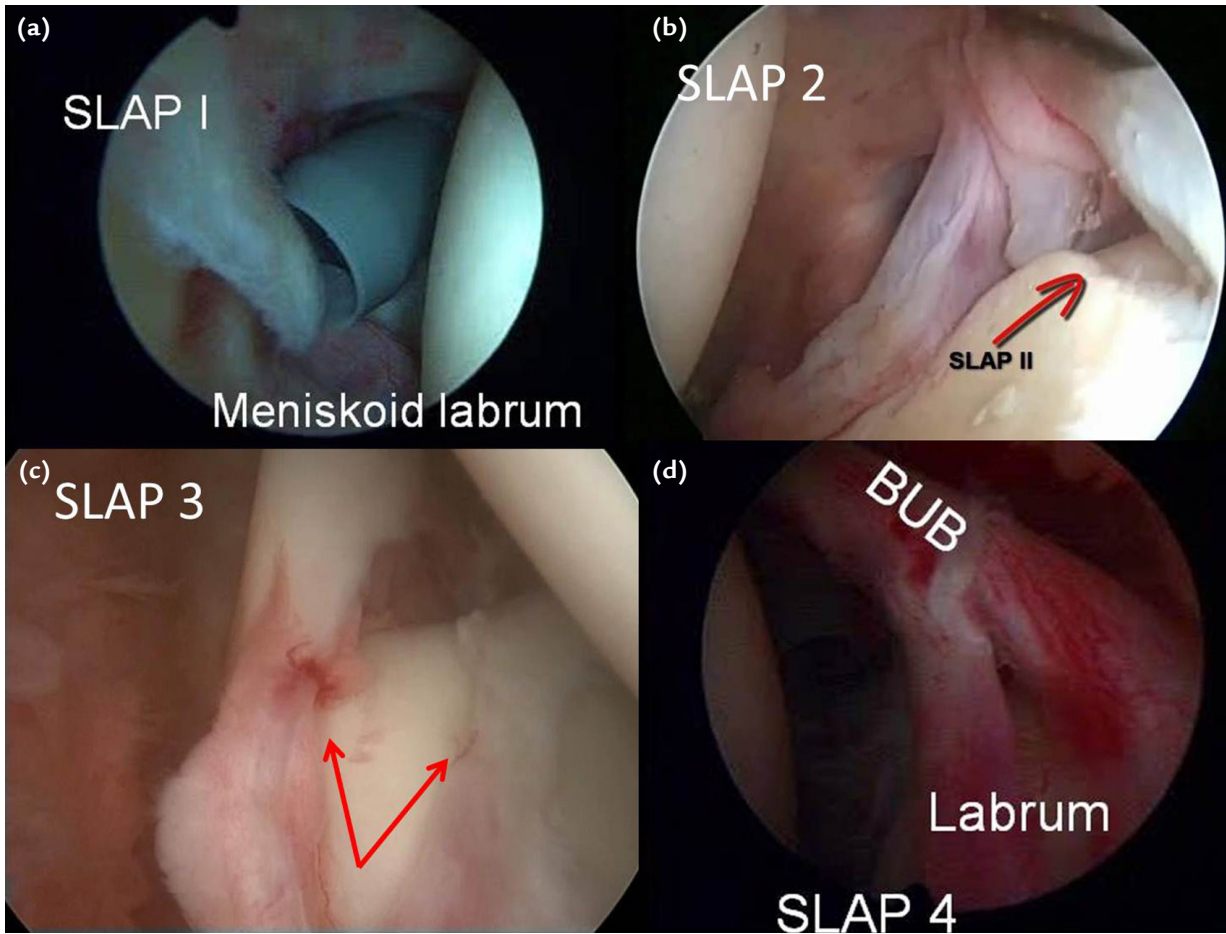 (a)
SLAP I
Meniskoid labrum
(b)
SLAP 2
SLAP II
(c)
SLAP 3
(d)
BUB
Labrum
SLAP 4